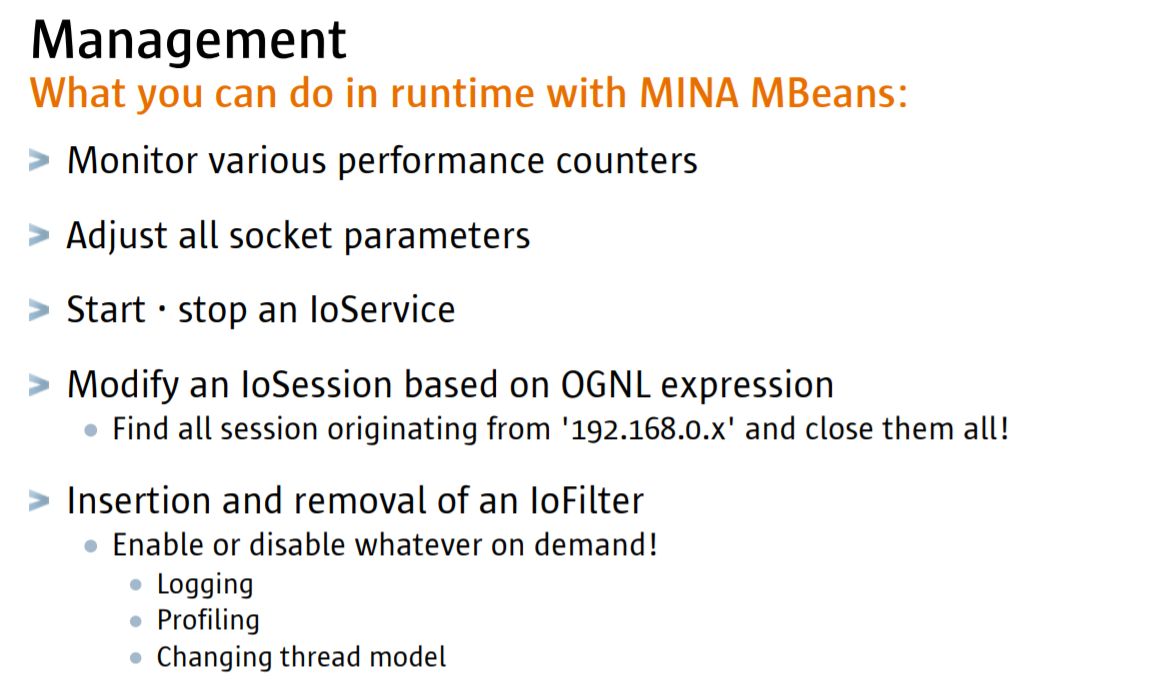 Management
What you can do in runtime with MINA MBeans:
Monitor various performance counters
Adjust all socket parameters
Start · stop an IoService
Modify an IoSession based on OGNL expression
Find all session originating from '192.168.0.x' and close them all!
Insertion and removal of an IoFilter
Enable or disable whatever on demand!
Logging
Profiling
Changing thread model